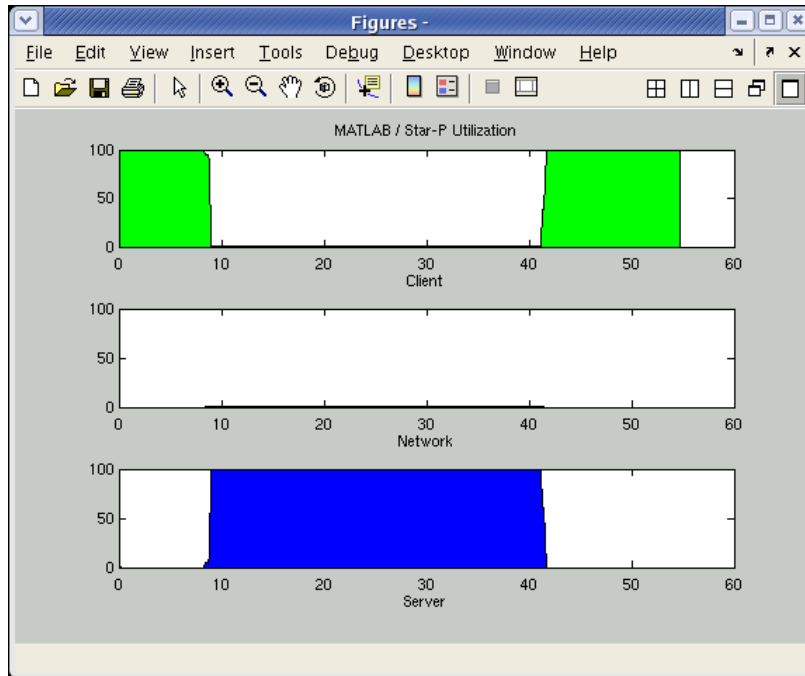 Figures -
File Edit View Insert Tools Debug Desktop Window Help
MATLAB / Star-P Utilization
100
50
0
0 10 20 30 40 50 60
Client
100
50
0
0 10 20 30 40 50 60
Network
100
50
0
0 10 20 30 40 50 60
Server